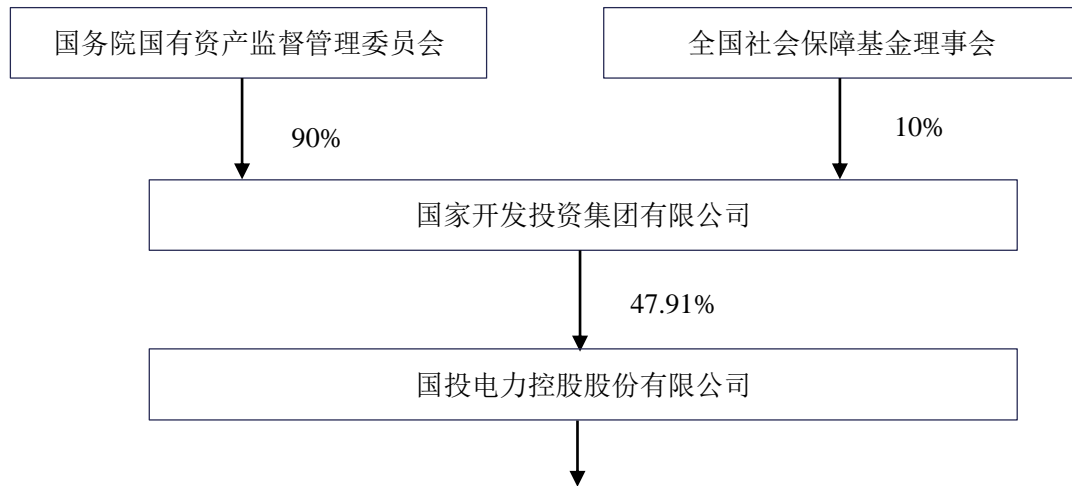 国务院国有资产监督管理委员会
全国社会保障基金理事会
90%
10%
国家开发投资集团有限公司
47.91%
国投电力控股股份有限公司